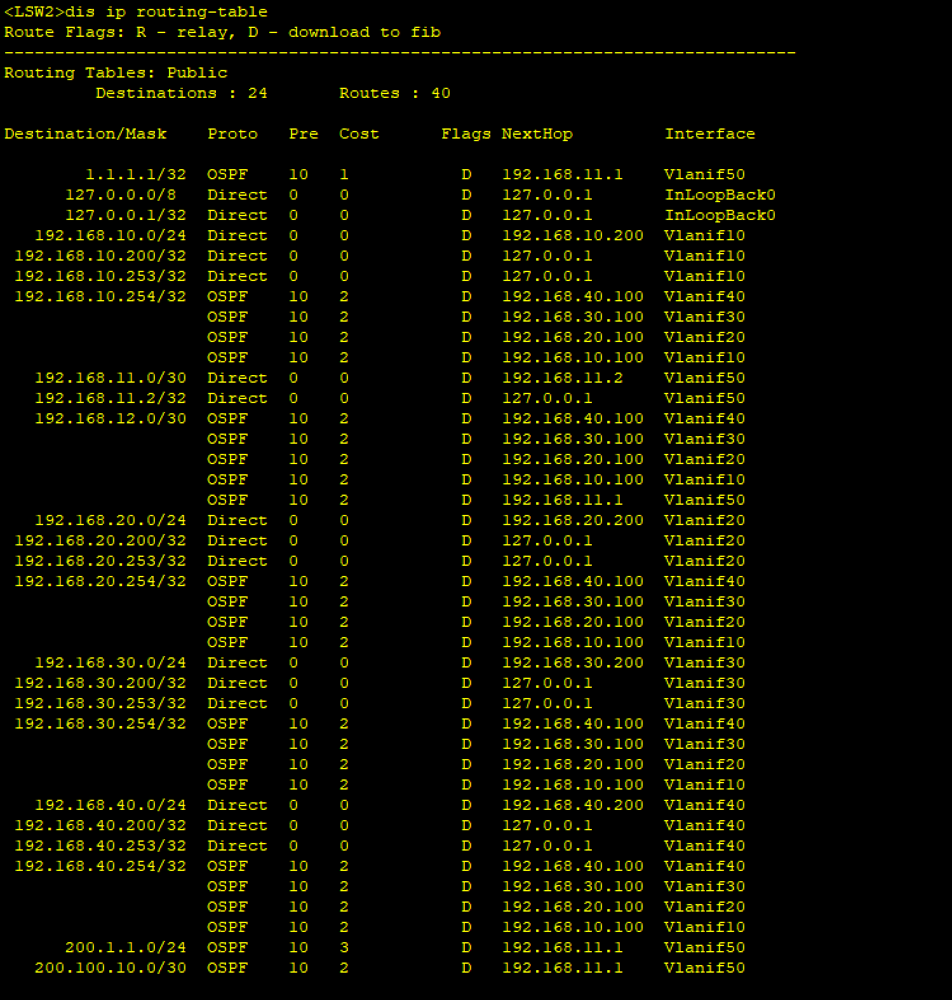 <LSW2>dis ip routing-table
Route Flags: R - relay, D - download to fib
------------------------------------------------------------------------------
Routing Tables: Public
         Destinations : 24       Routes : 40

Destination/Mask    Proto   Pre  Cost      Flags NextHop         Interface

        1.1.1.1/32  OSPF    10   1           D   192.168.11.1    Vlanif50
      127.0.0.0/8   Direct  0    0           D   127.0.0.1       InLoopBack0
      127.0.0.1/32  Direct  0    0           D   127.0.0.1       InLoopBack0
   192.168.10.0/24  Direct  0    0           D   192.168.10.200  Vlanif10
 192.168.10.200/32  Direct  0    0           D   127.0.0.1       Vlanif10
 192.168.10.253/32  Direct  0    0           D   127.0.0.1       Vlanif10
 192.168.10.254/32  OSPF    10   2           D   192.168.40.100  Vlanif40
                    OSPF    10   2           D   192.168.30.100  Vlanif30
                    OSPF    10   2           D   192.168.20.100  Vlanif20
                    OSPF    10   2           D   192.168.10.100  Vlanif10
   192.168.11.0/30  Direct  0    0           D   192.168.11.2    Vlanif50
   192.168.11.2/32  Direct  0    0           D   127.0.0.1       Vlanif50
   192.168.12.0/30  OSPF    10   2           D   192.168.40.100  Vlanif40
                    OSPF    10   2           D   192.168.30.100  Vlanif30
                    OSPF    10   2           D   192.168.20.100  Vlanif20
                    OSPF    10   2           D   192.168.10.100  Vlanif10
                    OSPF    10   2           D   192.168.11.1    Vlanif50
   192.168.20.0/24  Direct  0    0           D   192.168.20.200  Vlanif20
 192.168.20.200/32  Direct  0    0           D   127.0.0.1       Vlanif20
 192.168.20.253/32  Direct  0    0           D   127.0.0.1       Vlanif20
 192.168.20.254/32  OSPF    10   2           D   192.168.40.100  Vlanif40
                    OSPF    10   2           D   192.168.30.100  Vlanif30
                    OSPF    10   2           D   192.168.20.100  Vlanif20
                    OSPF    10   2           D   192.168.10.100  Vlanif10
   192.168.30.0/24  Direct  0    0           D   192.168.30.200  Vlanif30
 192.168.30.200/32  Direct  0    0           D   127.0.0.1       Vlanif30
 192.168.30.253/32  Direct  0    0           D   127.0.0.1       Vlanif30
 192.168.30.254/32  OSPF    10   2           D   192.168.40.100  Vlanif40
                    OSPF    10   2           D   192.168.30.100  Vlanif30
                    OSPF    10   2           D   192.168.20.100  Vlanif20
                    OSPF    10   2           D   192.168.10.100  Vlanif10
   192.168.40.0/24  Direct  0    0           D   192.168.40.200  Vlanif40
 192.168.40.200/32  Direct  0    0           D   127.0.0.1       Vlanif40
 192.168.40.253/32  Direct  0    0           D   127.0.0.1       Vlanif40
 192.168.40.254/32  OSPF    10   2           D   192.168.40.100  Vlanif40
                    OSPF    10   2           D   192.168.30.100  Vlanif30
                    OSPF    10   2           D   192.168.20.100  Vlanif20
                    OSPF    10   2           D   192.168.10.100  Vlanif10
      200.1.1.0/24  OSPF    10   3           D   192.168.11.1    Vlanif50
   200.100.10.0/30  OSPF    10   2           D   192.168.11.1    Vlanif50